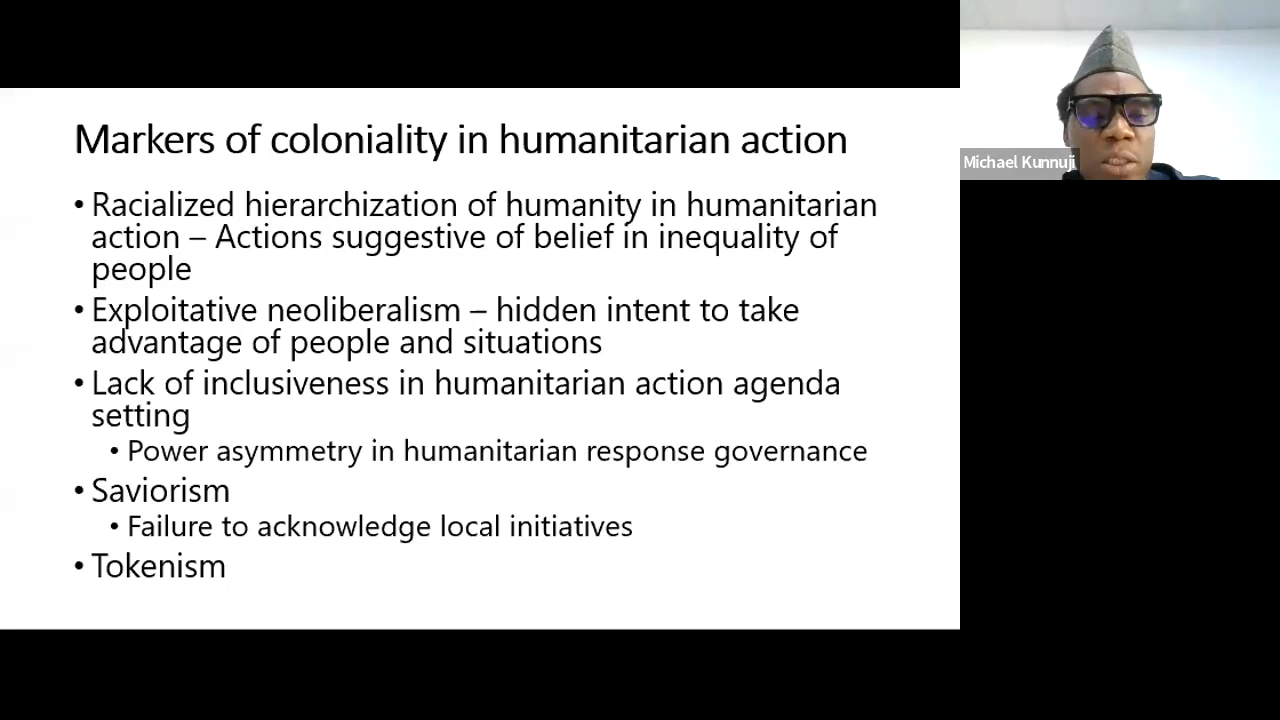 Markers of coloniality in humanitarian action
• Racialized hierarchization of humanity in humanitarian
action – Actions suggestive of belief in inequality of
people
• Exploitative neoliberalism – hidden intent to take
advantage of people and situations
• Lack of inclusiveness in humanitarian action agenda
setting
• Power asymmetry in humanitarian response governance
• Saviorism
• Failure to acknowledge local initiatives
• Tokenism
Michael Kunnuji